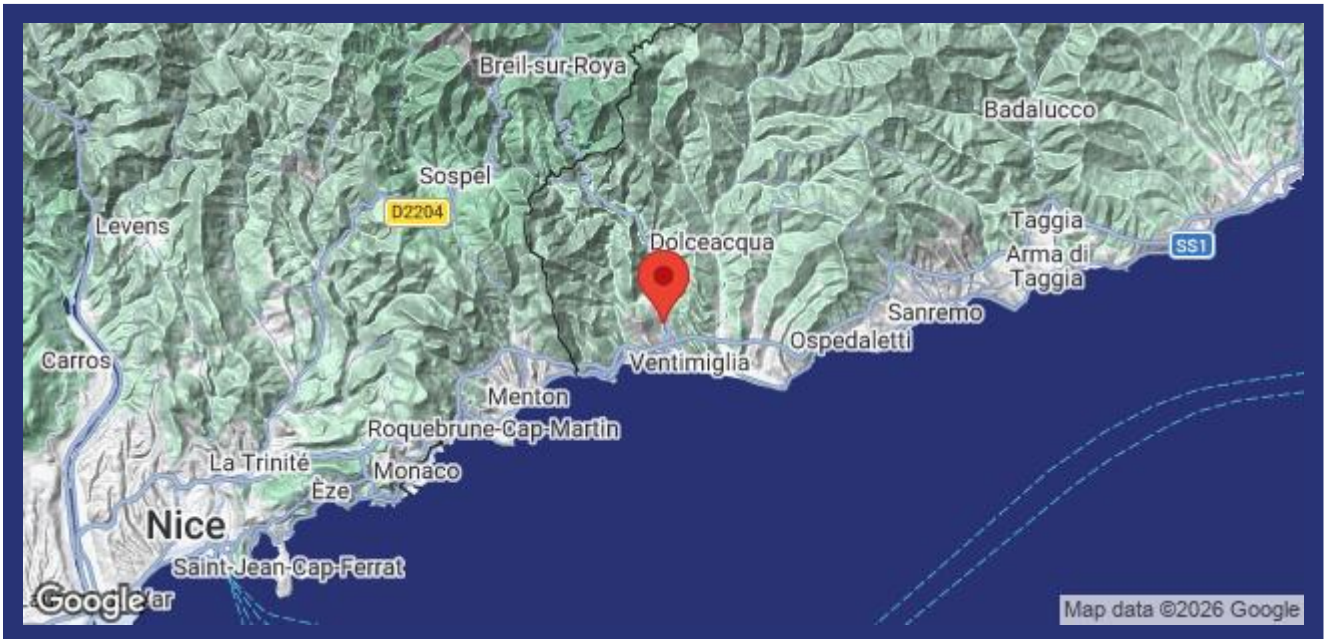 Breil-sur-Roya
Badalucco
Sospel
D2204
Levens
Taggia
Dolceacqua
SS1
Arma di
Taggia
Sanremo
Ospedaletti
Carros
Ventimiglia
Menton
Roquebrune-Cap-Martin
La Trinité
Monaco
Èze
Nice
Saint-Jean-Cap-Ferrat
Google
Map data ©2026 Google